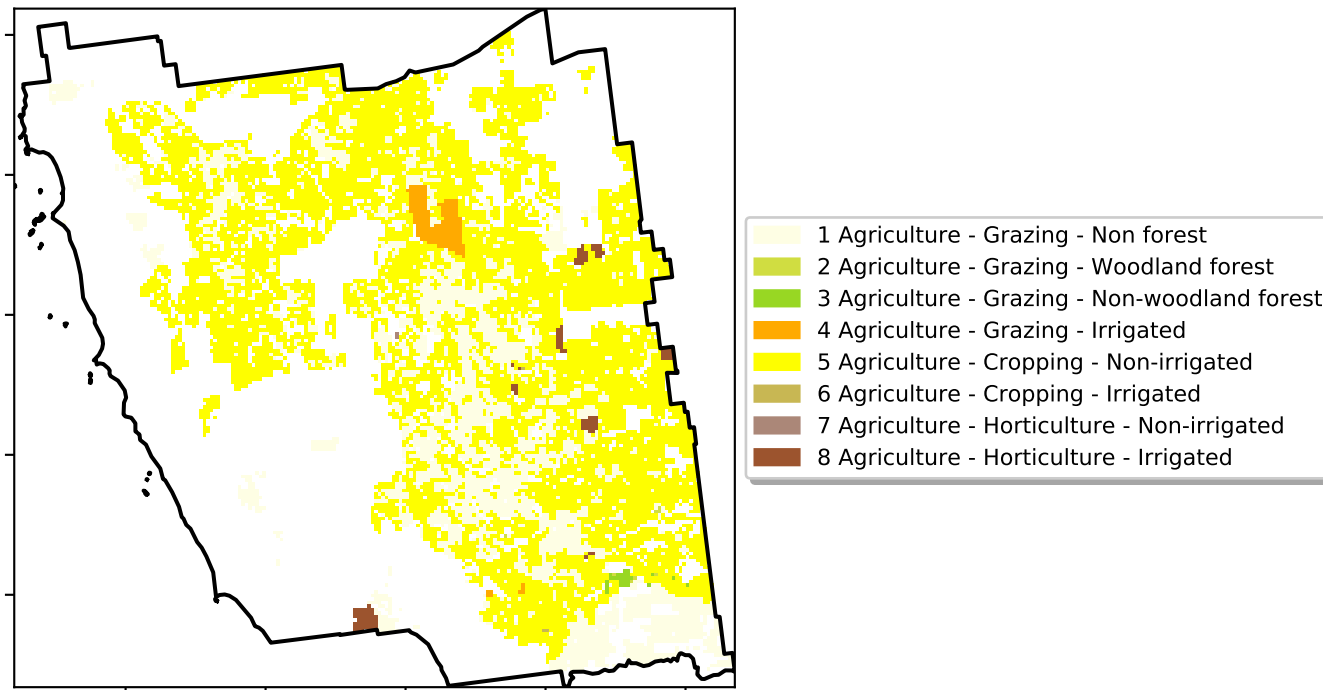 1 Agriculture - Grazing - Non forest
2 Agriculture - Grazing - Woodland forest
3 Agriculture - Grazing - Non-woodland forest
4 Agriculture - Grazing - Irrigated
5 Agriculture - Cropping - Non-irrigated
6 Agriculture - Cropping - Irrigated
7 Agriculture - Horticulture - Non-irrigated
8 Agriculture - Horticulture - Irrigated